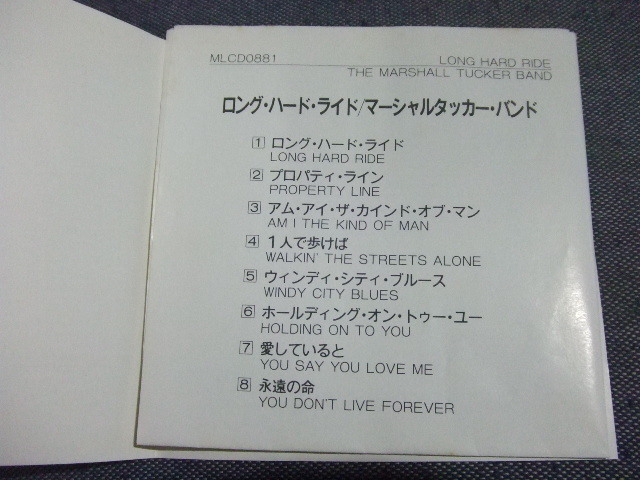 MLCD0881 LONG HARD RIDE
THE MARSHALL TUCKER BAND
ロング・ハード・ライド/マーシャルタッカー・バンド
1 ロング・ハード・ライド
LONG HARD RIDE
2 プロパティ・ライン
PROPERTY LINE
3 アム・アイ・ザ・カインド・オブ・マン
AM I THE KIND OF MAN
4 1人で歩けば
WALKIN' THE STREETS ALONE
5 ウィンディ・シティ・ブルース
WINDY CITY BLUES
6 ホールディング・オン・トゥー・ユー
HOLDING ON TO YOU
7 愛していると
YOU SAY YOU LOVE ME
8 永遠の命
YOU DON'T LIVE FOREVER